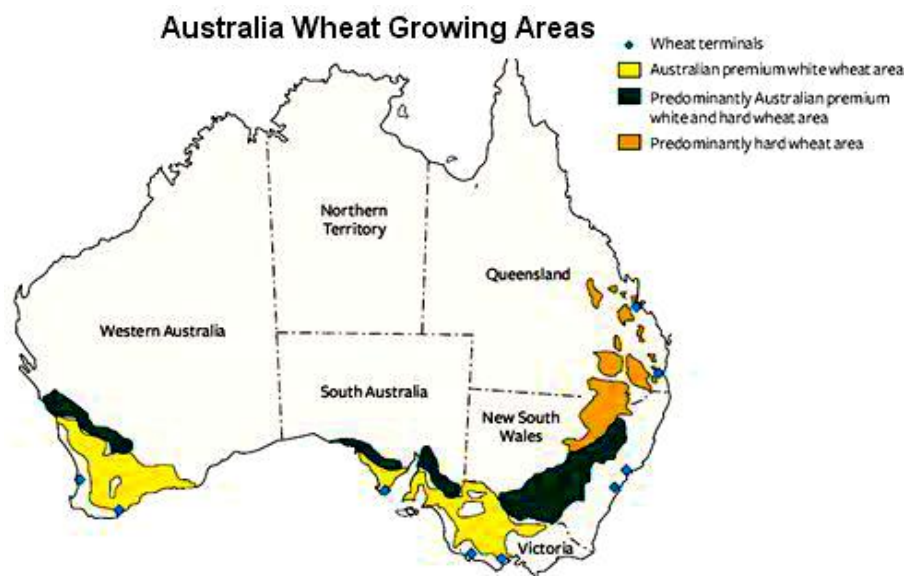 Australia Wheat Growing Areas
Wheat terminals
Australian premium white wheat area
Predominantly Australian premium
white and hard wheat area
Predominantly hard wheat area
Northern
Territory
Queensland
Western Australia
South Australia
New South
Wales
Victoria